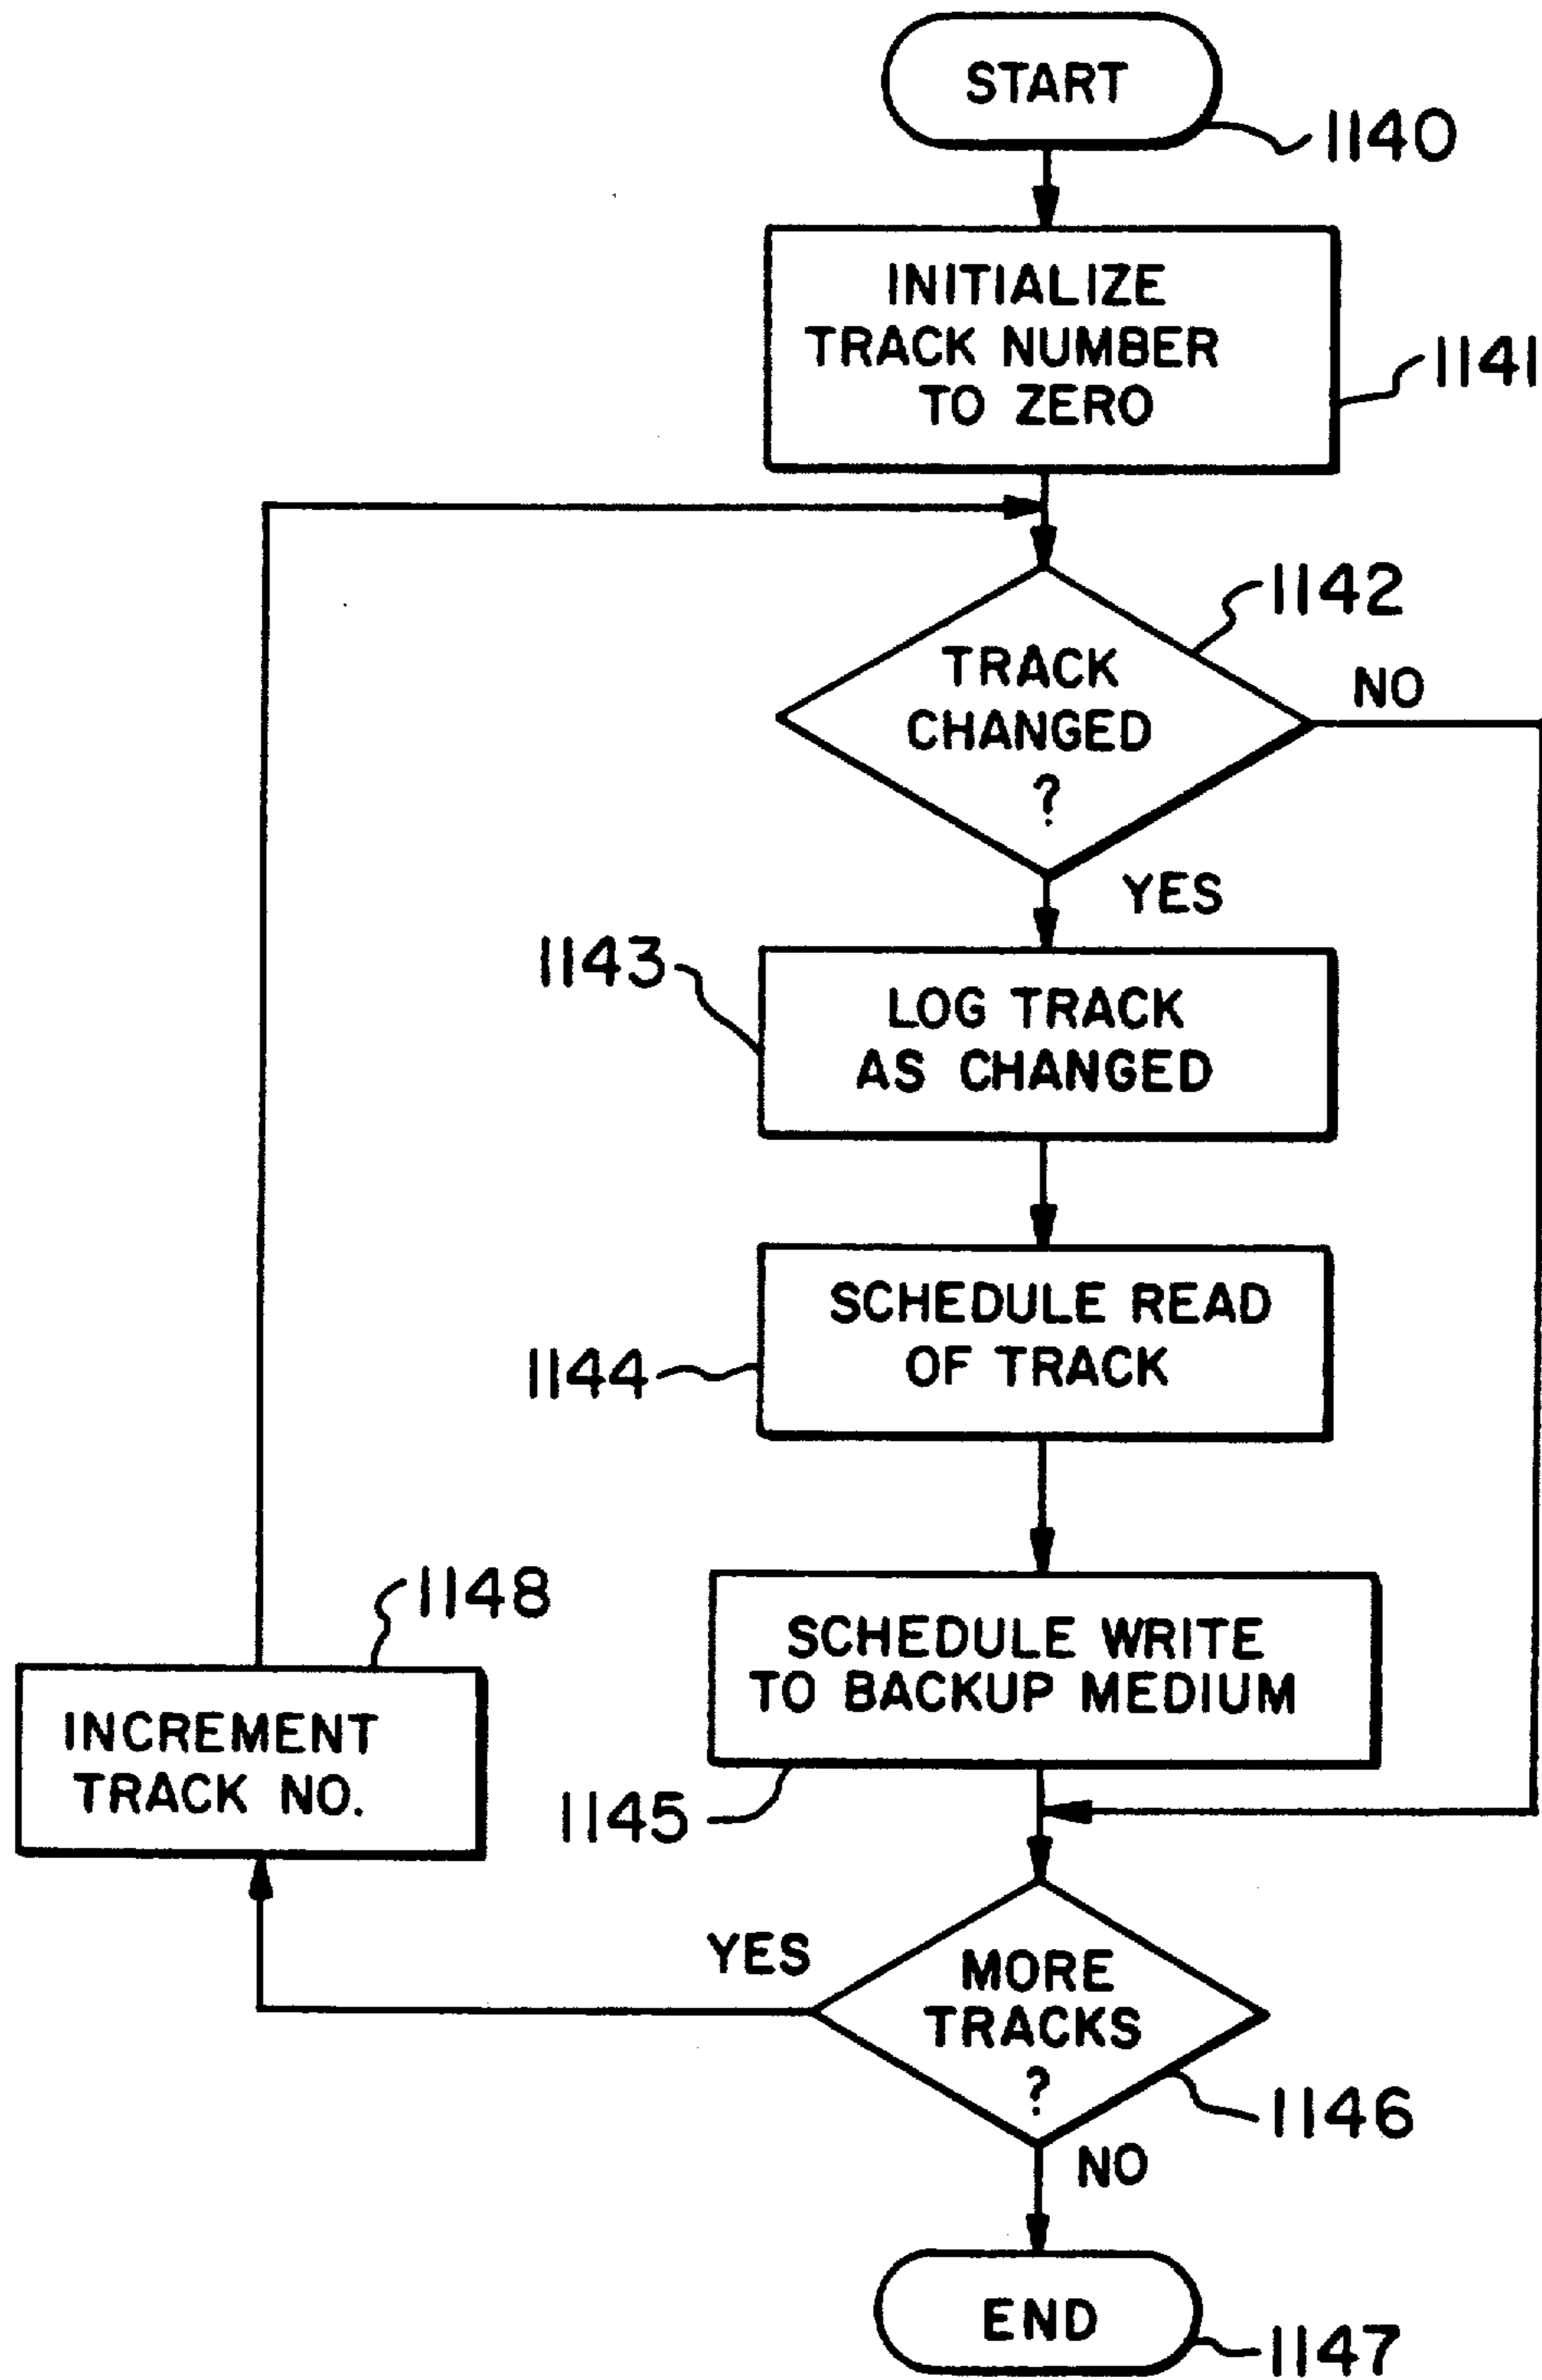 START
1140
INITIALIZE
TRACK NUMBER
TO ZERO
1141
1142
TRACK
CHANGED
?
NO
YES
1143
LOG TRACK
AS CHANGED
SCHEDULE READ
OF TRACK
1144
1148
SCHEDULE WRITE
TO BACKUP MEDIUM
INCREMENT
TRACK NO.
1145
YES
MORE
TRACKS
?
1146
NO
END
1147